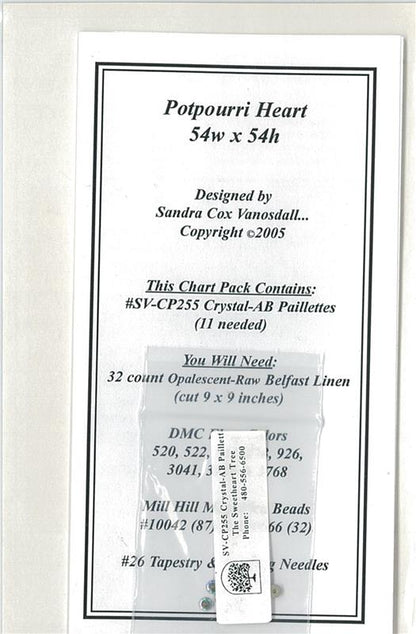 Potpourri Heart
54w x 54h
Designed by
Sandra Cox Vanosdall...
Copyright ©2005
This Chart Pack Contains:
#SV-CP255 Crystal-AB Paillettes
(11 needed)
You Will Need:
32 count Opalescent-Raw Belfast Linen
(cut 9 x 9 inches)
DMC
520, 522, 926,
3041,
Mill Hill Beads
#10042 (87) (32)
#26 Tapestry & Needles
SV-CP255 Crystal-AB Paillett
The Sweetheart Tree
Phone: 480-556-6500